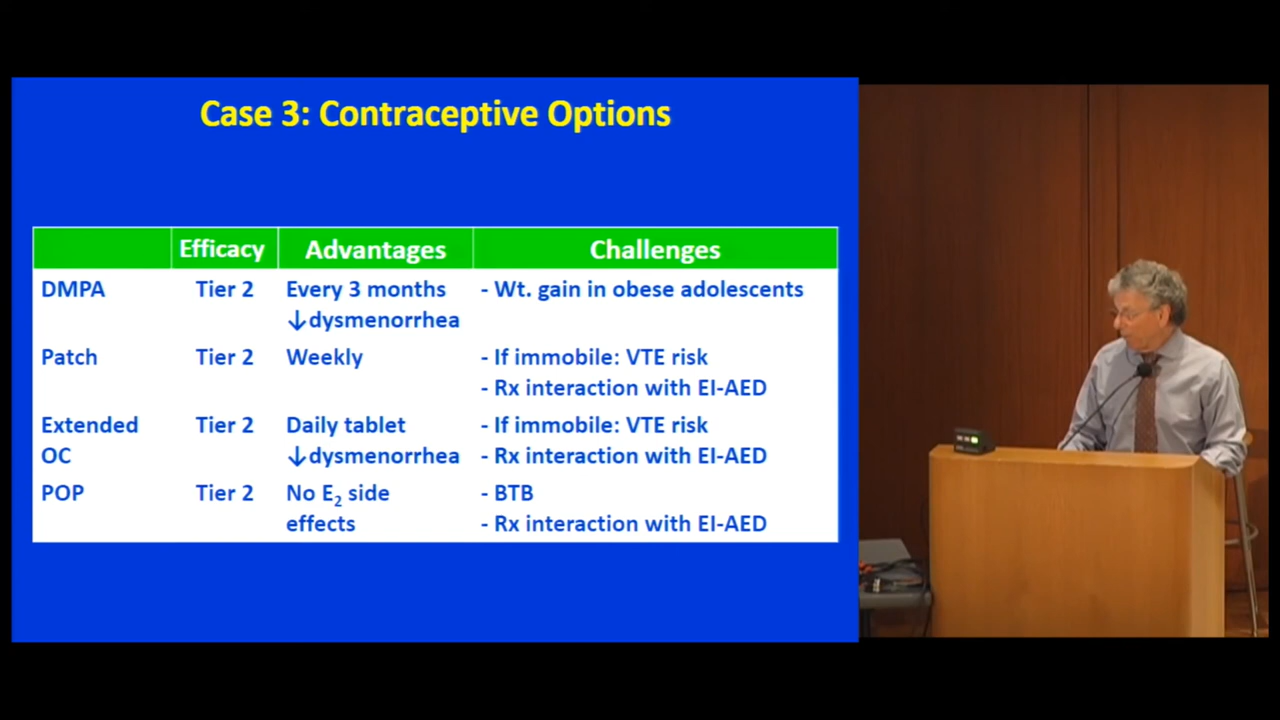 Case 3: Contraceptive Options
Efficacy Advantages Challenges
DMPA Tier 2 Every 3 months - Wt. gain in obese adolescents
↓dysmenorrhea
Patch Tier 2 Weekly - If immobile: VTE risk
- Rx interaction with EI-AED
Extended Tier 2 Daily tablet - If immobile: VTE risk
OC ↓dysmenorrhea - Rx interaction with EI-AED
POP Tier 2 No E2 side - BTB
effects - Rx interaction with EI-AED